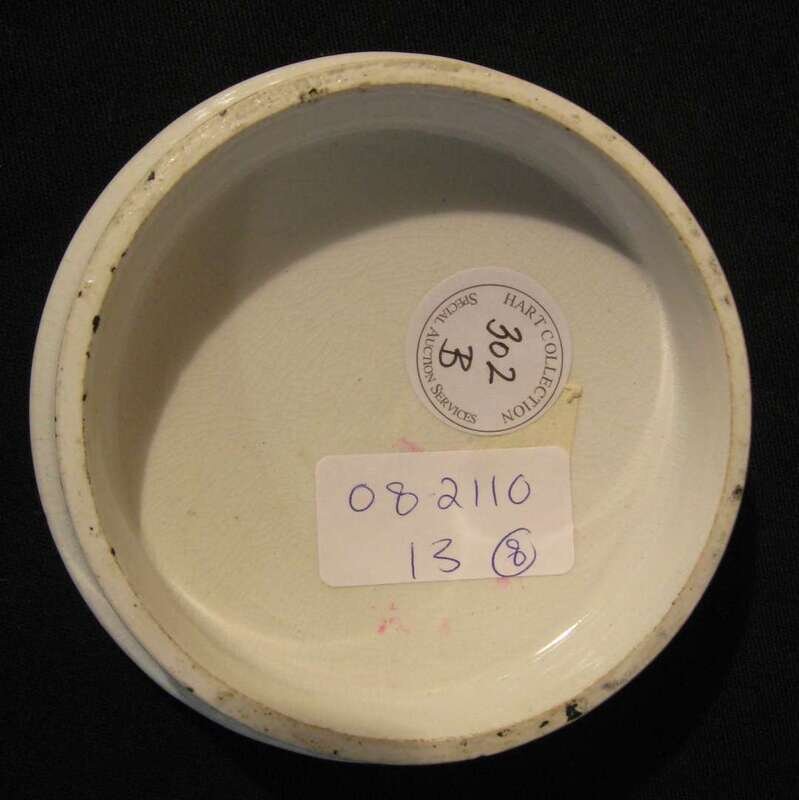 HART COLLECTION
302
B
SPECIAL AUCTION SERVICES
08-2110
13 8